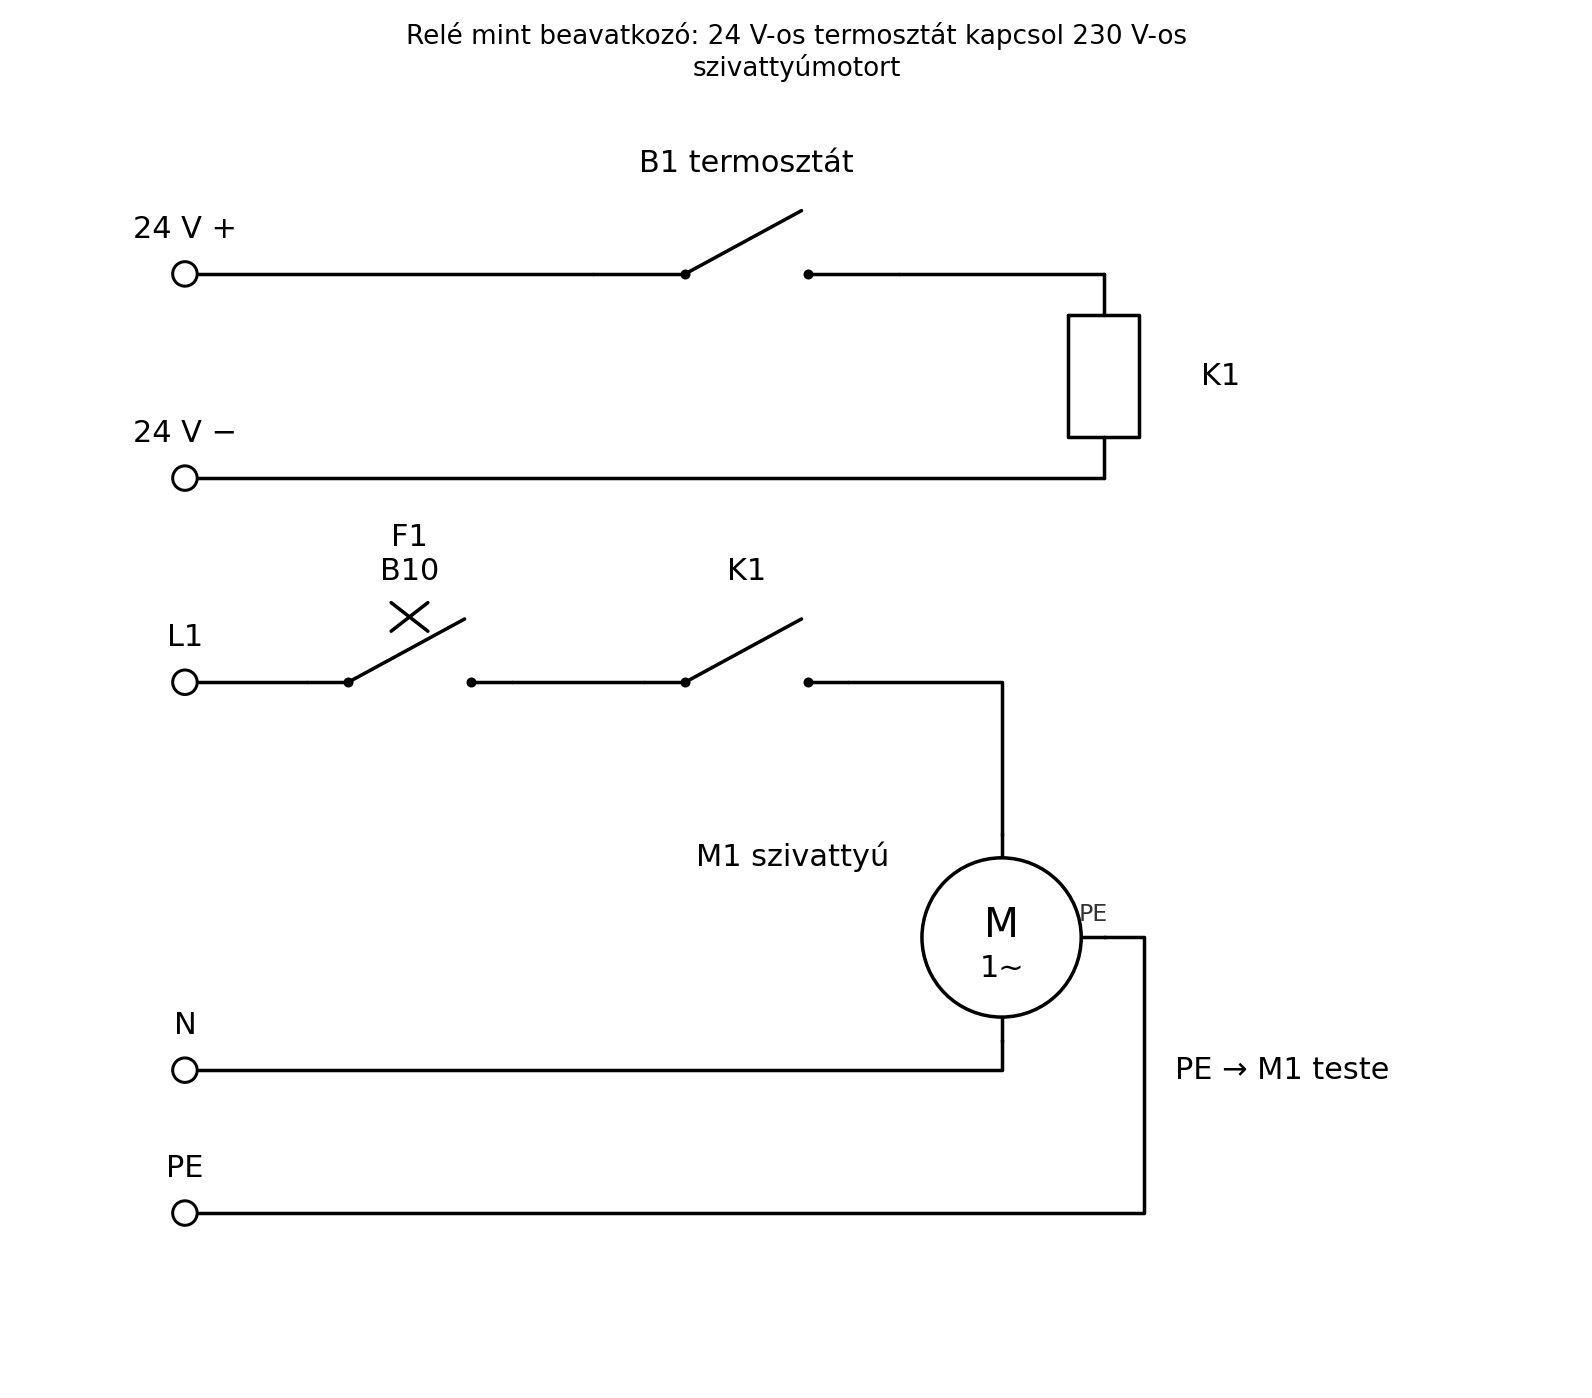 Relé mint beavatkozó: 24 V-os termosztát kapcsol 230 V-os
szivattyúmotort
B1 termosztát
24 V +
K1
24 V −
F1
B10
K1
L1
M1 szivattyú
M
1~
PE
N
PE → M1 teste
PE